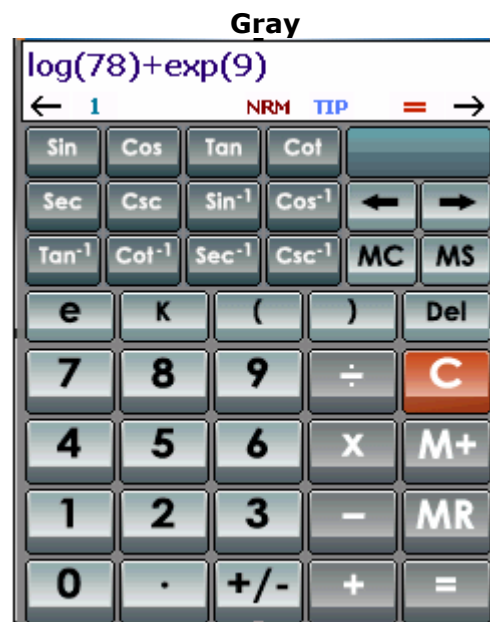 Gray
log(78)+exp(9)
← 1 NRM TIP = →
Sin Cos Tan Cot
Sec Csc Sin⁻¹ Cos⁻¹ ← →
Tan⁻¹ Cot⁻¹ Sec⁻¹ Csc⁻¹ MC MS
e K ( ) Del
7 8 9 ÷ C
4 5 6 x M+
1 2 3 − MR
0 . +/- + =